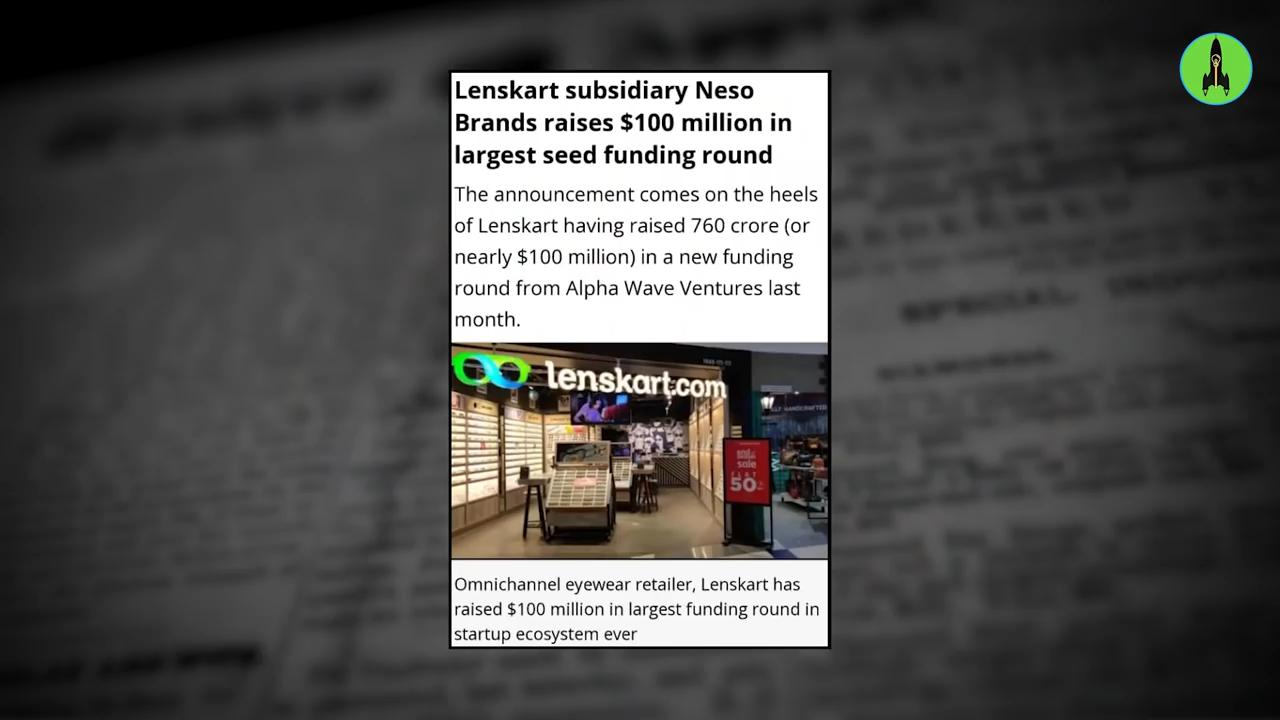 Lenskart subsidiary Neso
Brands raises $100 million in
largest seed funding round
The announcement comes on the heels
of Lenskart having raised 760 crore (or
nearly $100 million) in a new funding
round from Alpha Wave Ventures last
month.
lenskart.com
sale
FLAT
50
HANDCRAFTED
Omnichannel eyewear retailer, Lenskart has
raised $100 million in largest funding round in
startup ecosystem ever